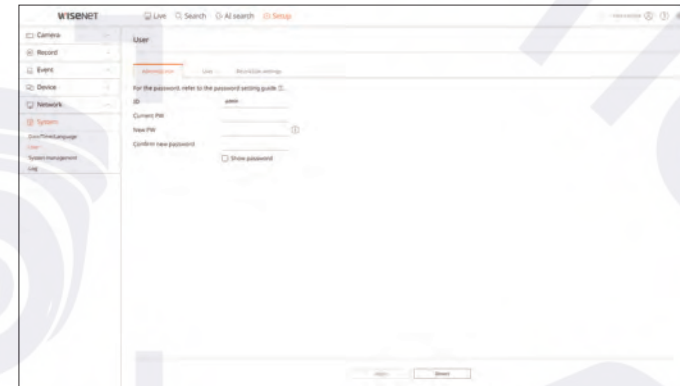 WISENET
Live Search AI search Setup
Camera
Record
Event
Device
Network
System
Date/Time/Language
User
System management
Log
User
Administrator User Permission settings
For the password, refer to the password setting guide
ID admin
Current PW
New PW
Confirm new password
Show password